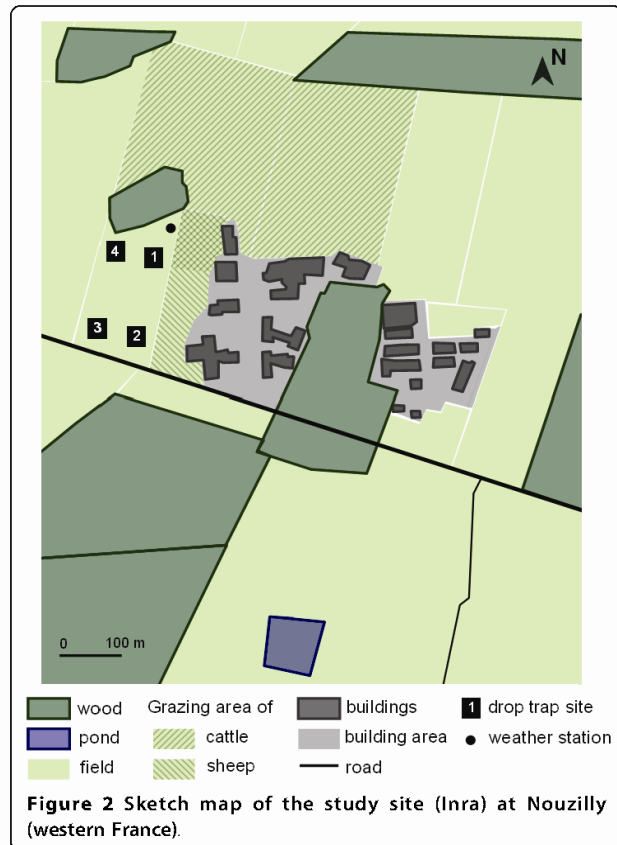 N
4
1
3
2
0 100 m
wood Grazing area of buildings 1 drop trap site
pond cattle building area weather station
field sheep road
Figure 2 Sketch map of the study site (Inra) at Nouzilly
(western France).